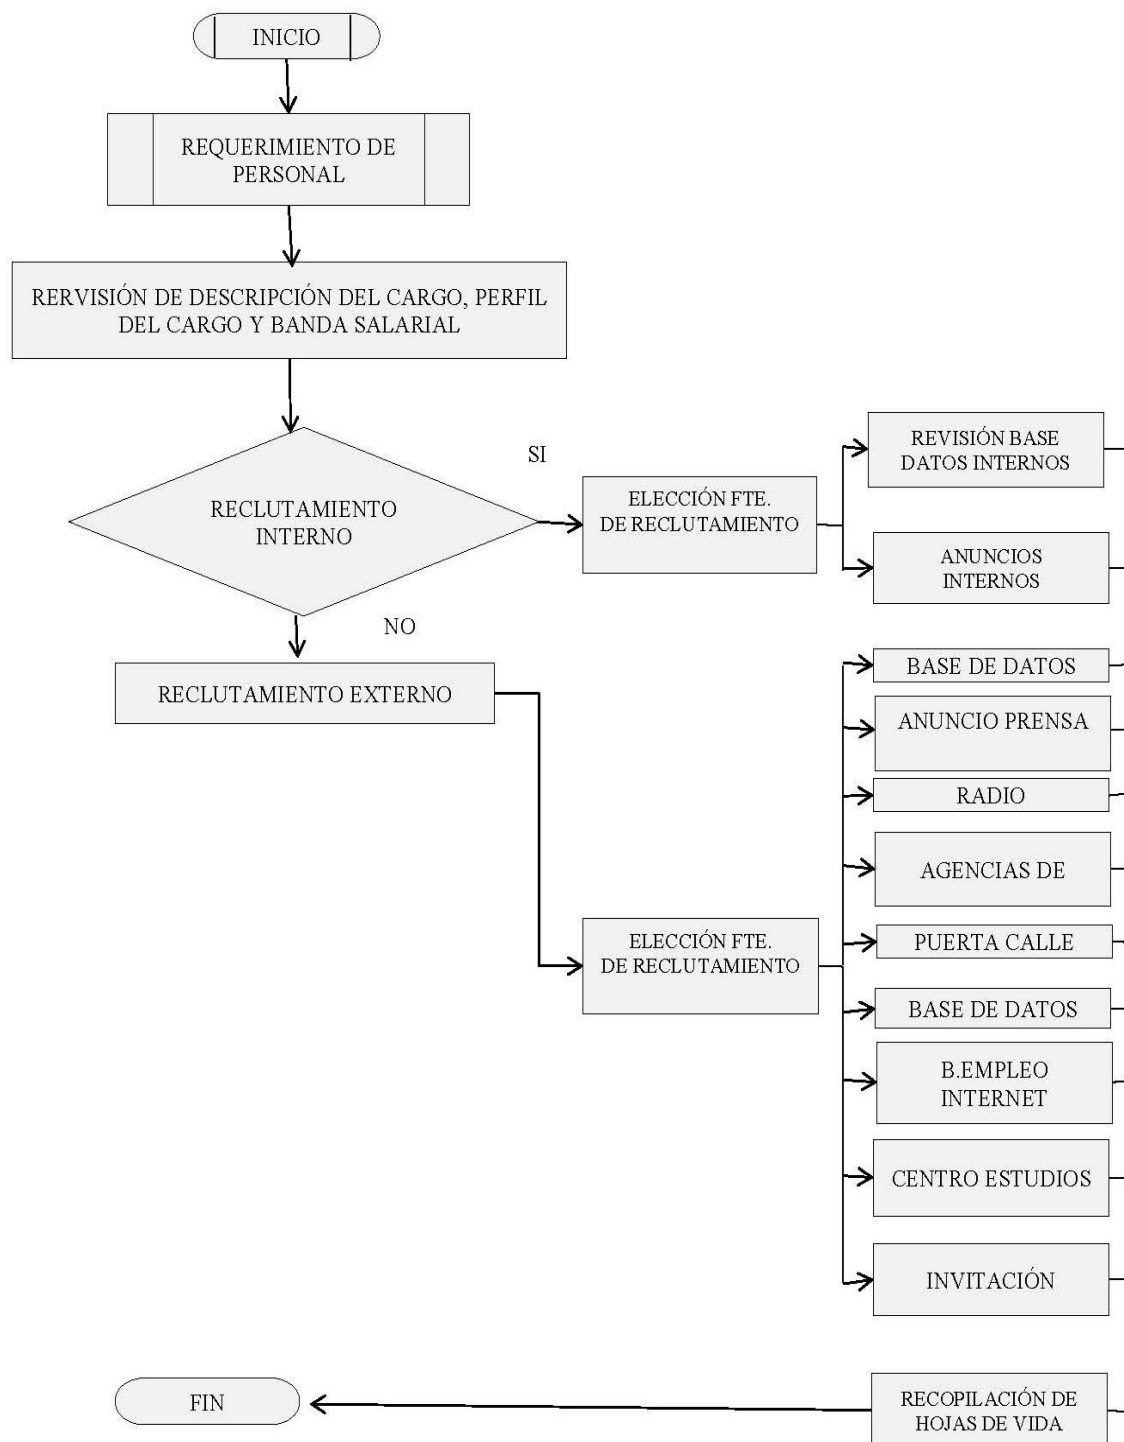 INICIO
REQUERIMIENTO DE
PERSONAL
RERVISIÓN DE DESCRIPCIÓN DEL CARGO, PERFIL
DEL CARGO Y BANDA SALARIAL
RECLUTAMIENTO
INTERNO
SI
ELECCIÓN FTE.
DE RECLUTAMIENTO
REVISIÓN BASE
DATOS INTERNOS
ANUNCIOS
INTERNOS
NO
RECLUTAMIENTO EXTERNO
ELECCIÓN FTE.
DE RECLUTAMIENTO
BASE DE DATOS
ANUNCIO PRENSA
RADIO
AGENCIAS DE
PUERTA CALLE
BASE DE DATOS
B.EMPLEO
INTERNET
CENTRO ESTUDIOS
INVITACIÓN
RECOPILACIÓN DE
HOJAS DE VIDA
FIN